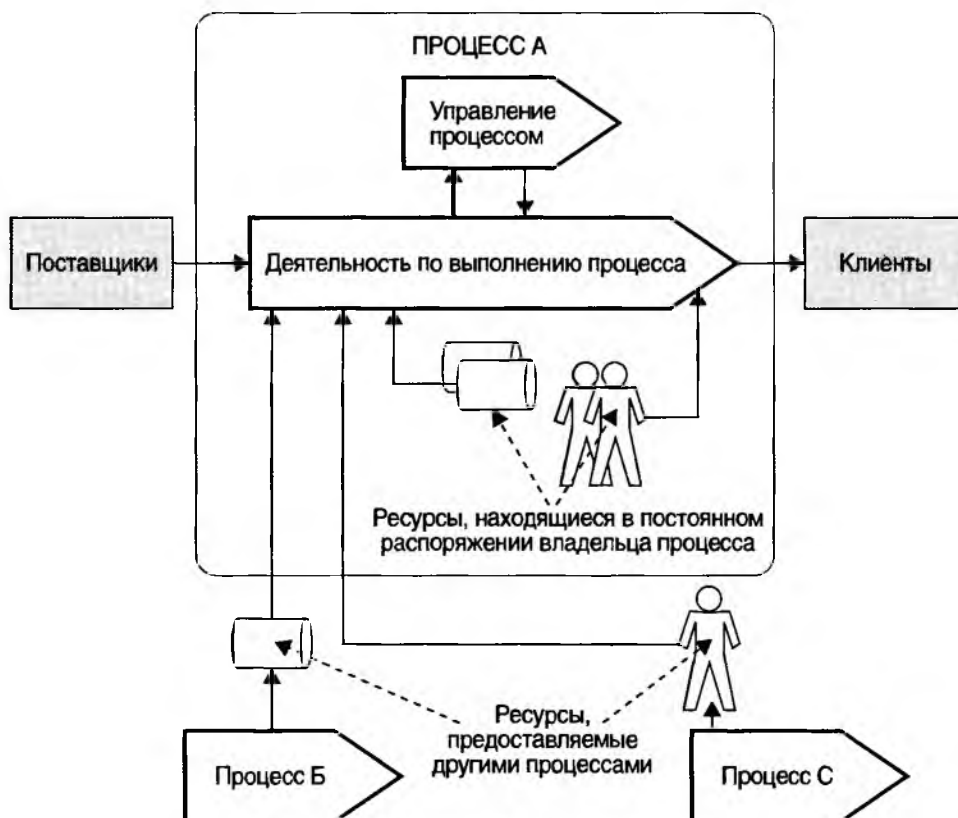 ПРОЦЕСС А
Управление
процессом
Поставщики
Деятельность по выполнению процесса
Клиенты
Ресурсы, находящиеся в постоянном
распоряжении владельца процесса
Ресурсы,
предоставляемые
другими процессами
Процесс Б
Процесс С